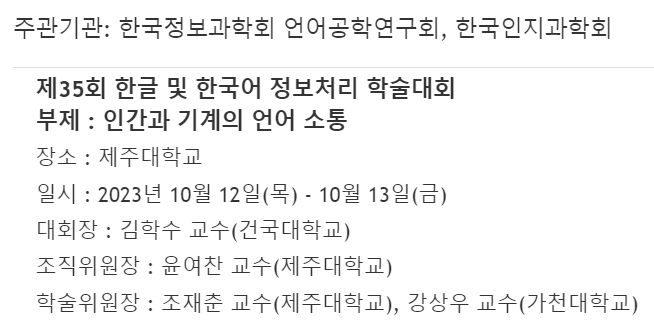 주관기관: 한국정보과학회 언어공학연구회, 한국인지과학회
제35회 한글 및 한국어 정보처리 학술대회
부제 : 인간과 기계의 언어 소통
장소 : 제주대학교
일시 : 2023년 10월 12일(목) - 10월 13일(금)
대회장 : 김학수 교수(건국대학교)
조직위원장 : 윤여찬 교수(제주대학교)
학술위원장 : 조재춘 교수(제주대학교), 강상우 교수(가천대학교)